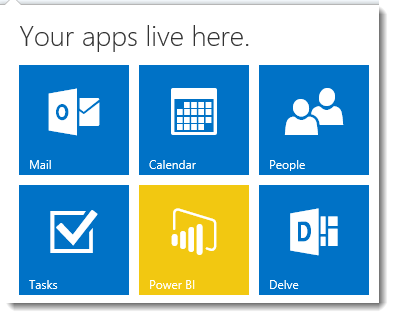 Your apps live here.
Mail
Calendar
People
Tasks
Power BI
Delve